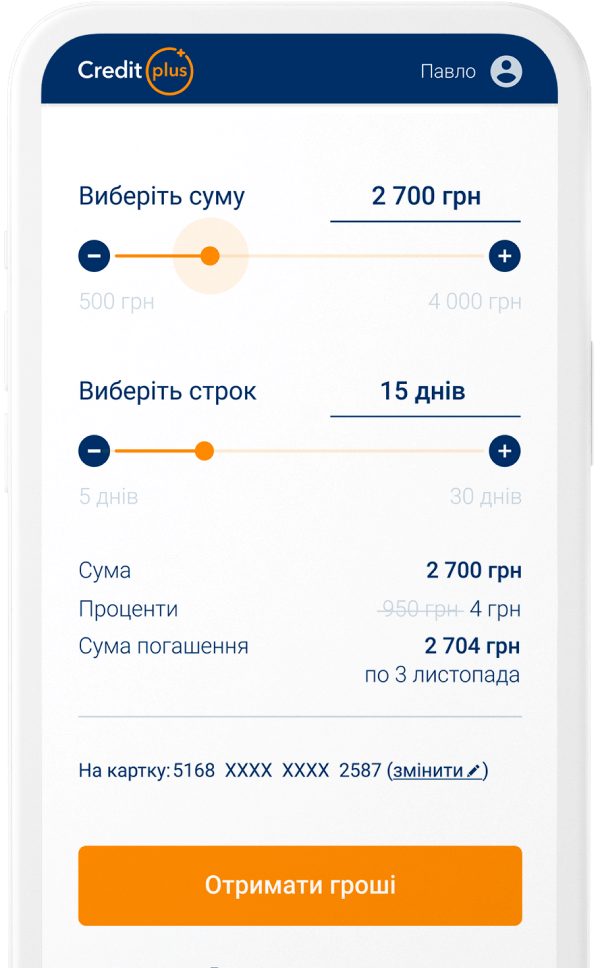 Credit plus
Павло
Виберіть суму 2 700 грн
500 грн 4 000 грн
Виберіть строк 15 днів
5 днів 30 днів
Сума 2 700 грн
Проценти 950 грн 4 грн
Сума погашення 2 704 грн
по 3 листопада
На картку: 5168 XXXX XXXX 2587 (змінити)
Отримати гроші